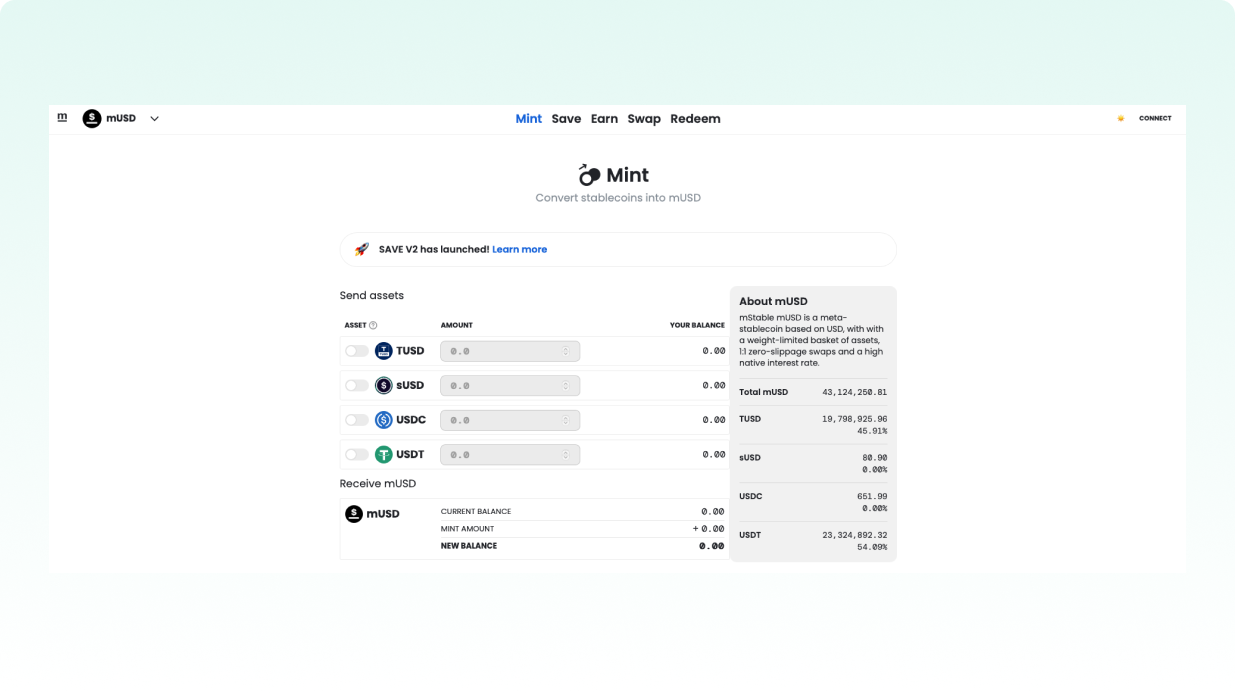 m
$ mUSD
Mint Save Earn Swap Redeem
CONNECT
Mint
Convert stablecoins into mUSD
SAVE V2 has launched! Learn more
Send assets
ASSET ? AMOUNT YOUR BALANCE
TUSD 0.0 0.00
$ sUSD 0.0 0.00
$ USDC 0.0 0.00
T USDT 0.0 0.00
Receive mUSD
$ mUSD
CURRENT BALANCE 0.00
MINT AMOUNT + 0.00
NEW BALANCE 0.00
About mUSD
mStable mUSD is a meta-
stablecoin based on USD, with with
a weight-limited basket of assets,
1:1 zero-slippage swaps and a high
native interest rate.
Total mUSD 43,124,250.81
TUSD 19,798,925.96
45.91%
sUSD 80.90
0.00%
USDC 651.99
0.00%
USDT 23,324,892.32
54.09%